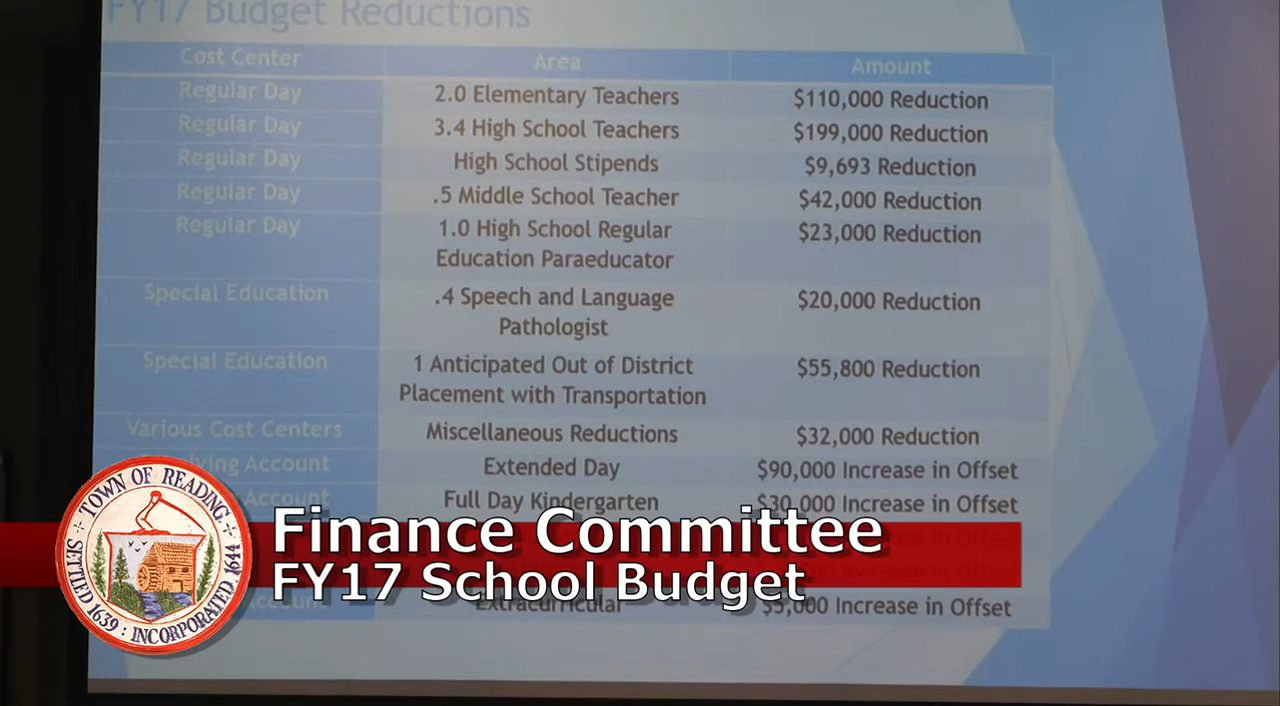 FY17 Budget Reductions
Cost Center Area Amount
Regular Day 2.0 Elementary Teachers $110,000 Reduction
Regular Day 3.4 High School Teachers $199,000 Reduction
Regular Day High School Stipends $9,693 Reduction
Regular Day .5 Middle School Teacher $42,000 Reduction
Regular Day 1.0 High School Regular $23,000 Reduction
Education Paraeducator
Special Education .4 Speech and Language $20,000 Reduction
Pathologist
Special Education 1 Anticipated Out of District $55,800 Reduction
Placement with Transportation
Various Cost Centers Miscellaneous Reductions $32,000 Reduction
Account Extended Day $90,000 Increase in Offset
Account Full Day Kindergarten $30,000 Increase in Offset
Extracurricular $5,000 Increase in Offset
TOWN OF READING
SETTLED 1639 : INCORPORATED 1644
Finance Committee
FY17 School Budget